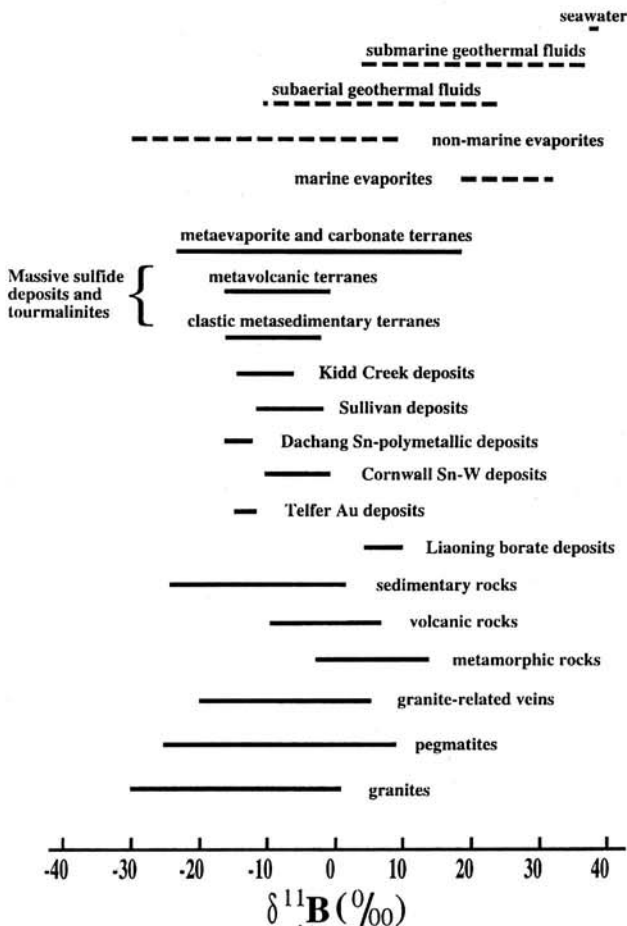 seawater
submarine geothermal fluids
subaerial geothermal fluids
non-marine evaporites
marine evaporites
metaevaporite and carbonate terranes
Massive sulfide
deposits and
tourmalinites
metavolcanic terranes
clastic metasedimentary terranes
Kidd Creek deposits
Sullivan deposits
Dachang Sn-polymetallic deposits
Cornwall Sn-W deposits
Telfer Au deposits
Liaoning borate deposits
sedimentary rocks
volcanic rocks
metamorphic rocks
granite-related veins
pegmatites
granites
-40 -30 -20 -10 0 10 20 30 40
δ¹¹B (‰)